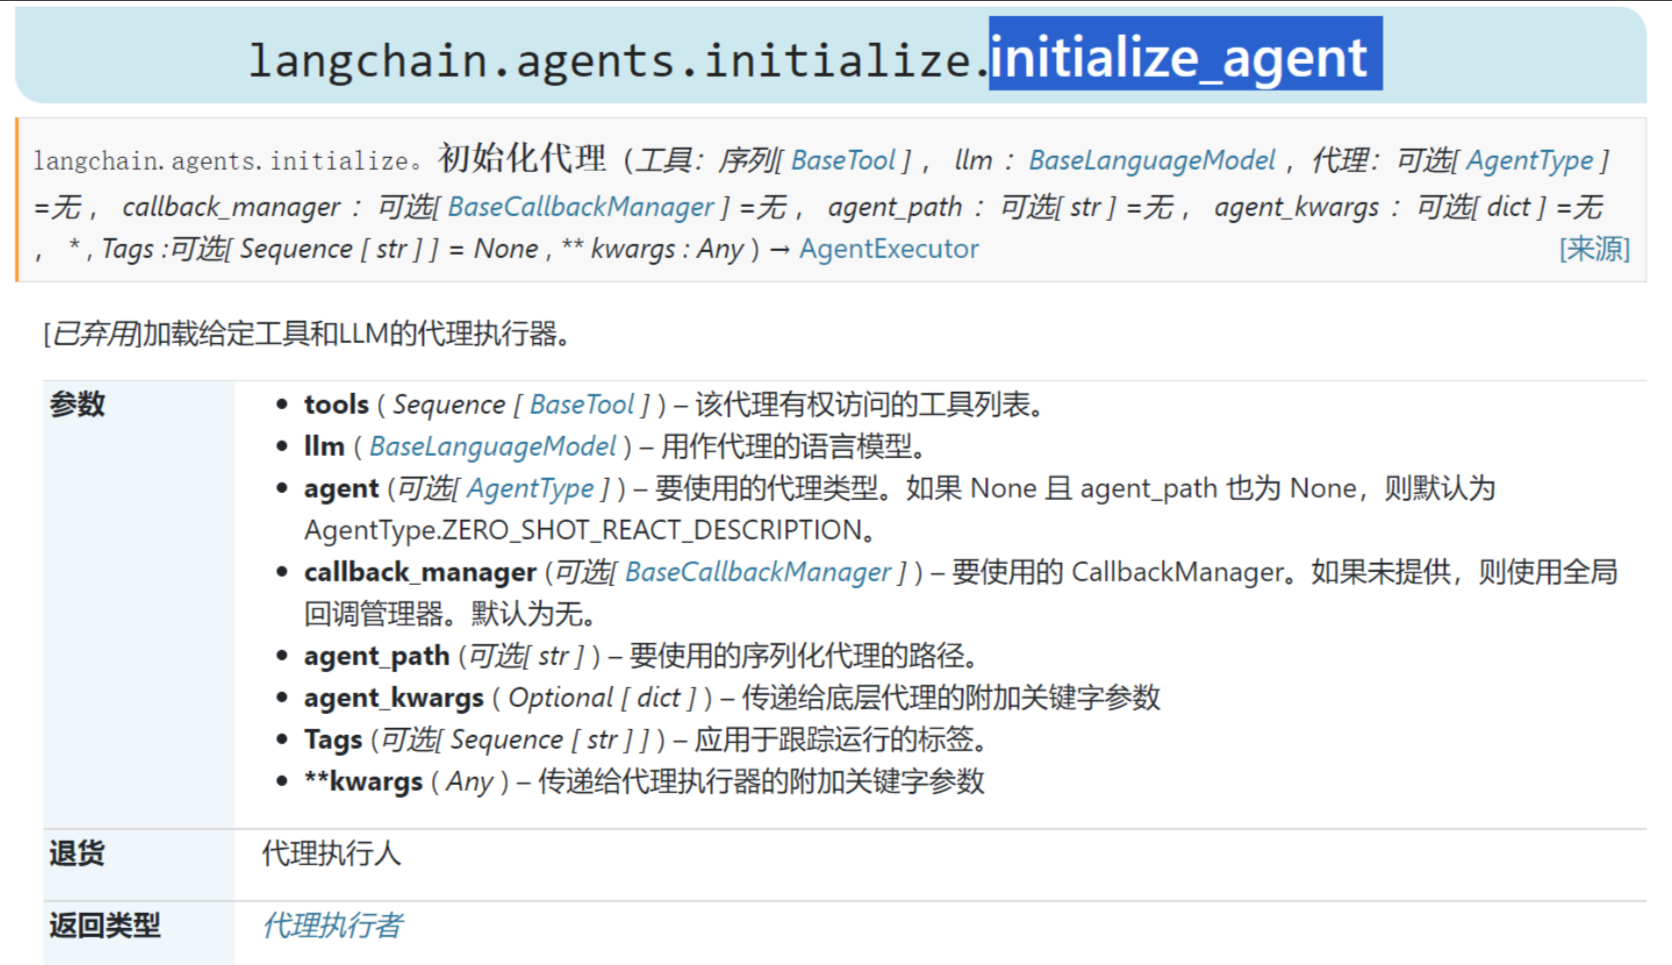 langchain.agents.initialize.initialize_agent
langchain.agents.initialize。初始化代理（工具：序列[ BaseTool ] ， llm ： BaseLanguageModel ，代理：可选[ AgentType ]
=无 ， callback_manager ：可选[ BaseCallbackManager ] =无 ， agent_path ：可选[ str ] =无 ， agent_kwargs ：可选[ dict ] =无
， * , Tags :可选[ Sequence [ str ] ] = None , ** kwargs : Any ) → AgentExecutor [来源]
[已弃用]加载给定工具和LLM的代理执行器。
参数
• tools ( Sequence [ BaseTool ] ) – 该代理有权访问的工具列表。
• llm ( BaseLanguageModel ) – 用作代理的语言模型。
• agent (可选[ AgentType ] ) – 要使用的代理类型。如果 None 且 agent_path 也为 None，则默认为
AgentType.ZERO_SHOT_REACT_DESCRIPTION。
• callback_manager (可选[ BaseCallbackManager ] ) – 要使用的 CallbackManager。如果未提供，则使用全局
回调管理器。默认为无。
• agent_path (可选[ str ] ) – 要使用的序列化代理的路径。
• agent_kwargs ( Optional [ dict ] ) – 传递给底层代理的附加关键字参数
• Tags (可选[ Sequence [ str ] ] ) – 应用于跟踪运行的标签。
• **kwargs ( Any ) – 传递给代理执行器的附加关键字参数
退货 代理执行人
返回类型 代理执行者